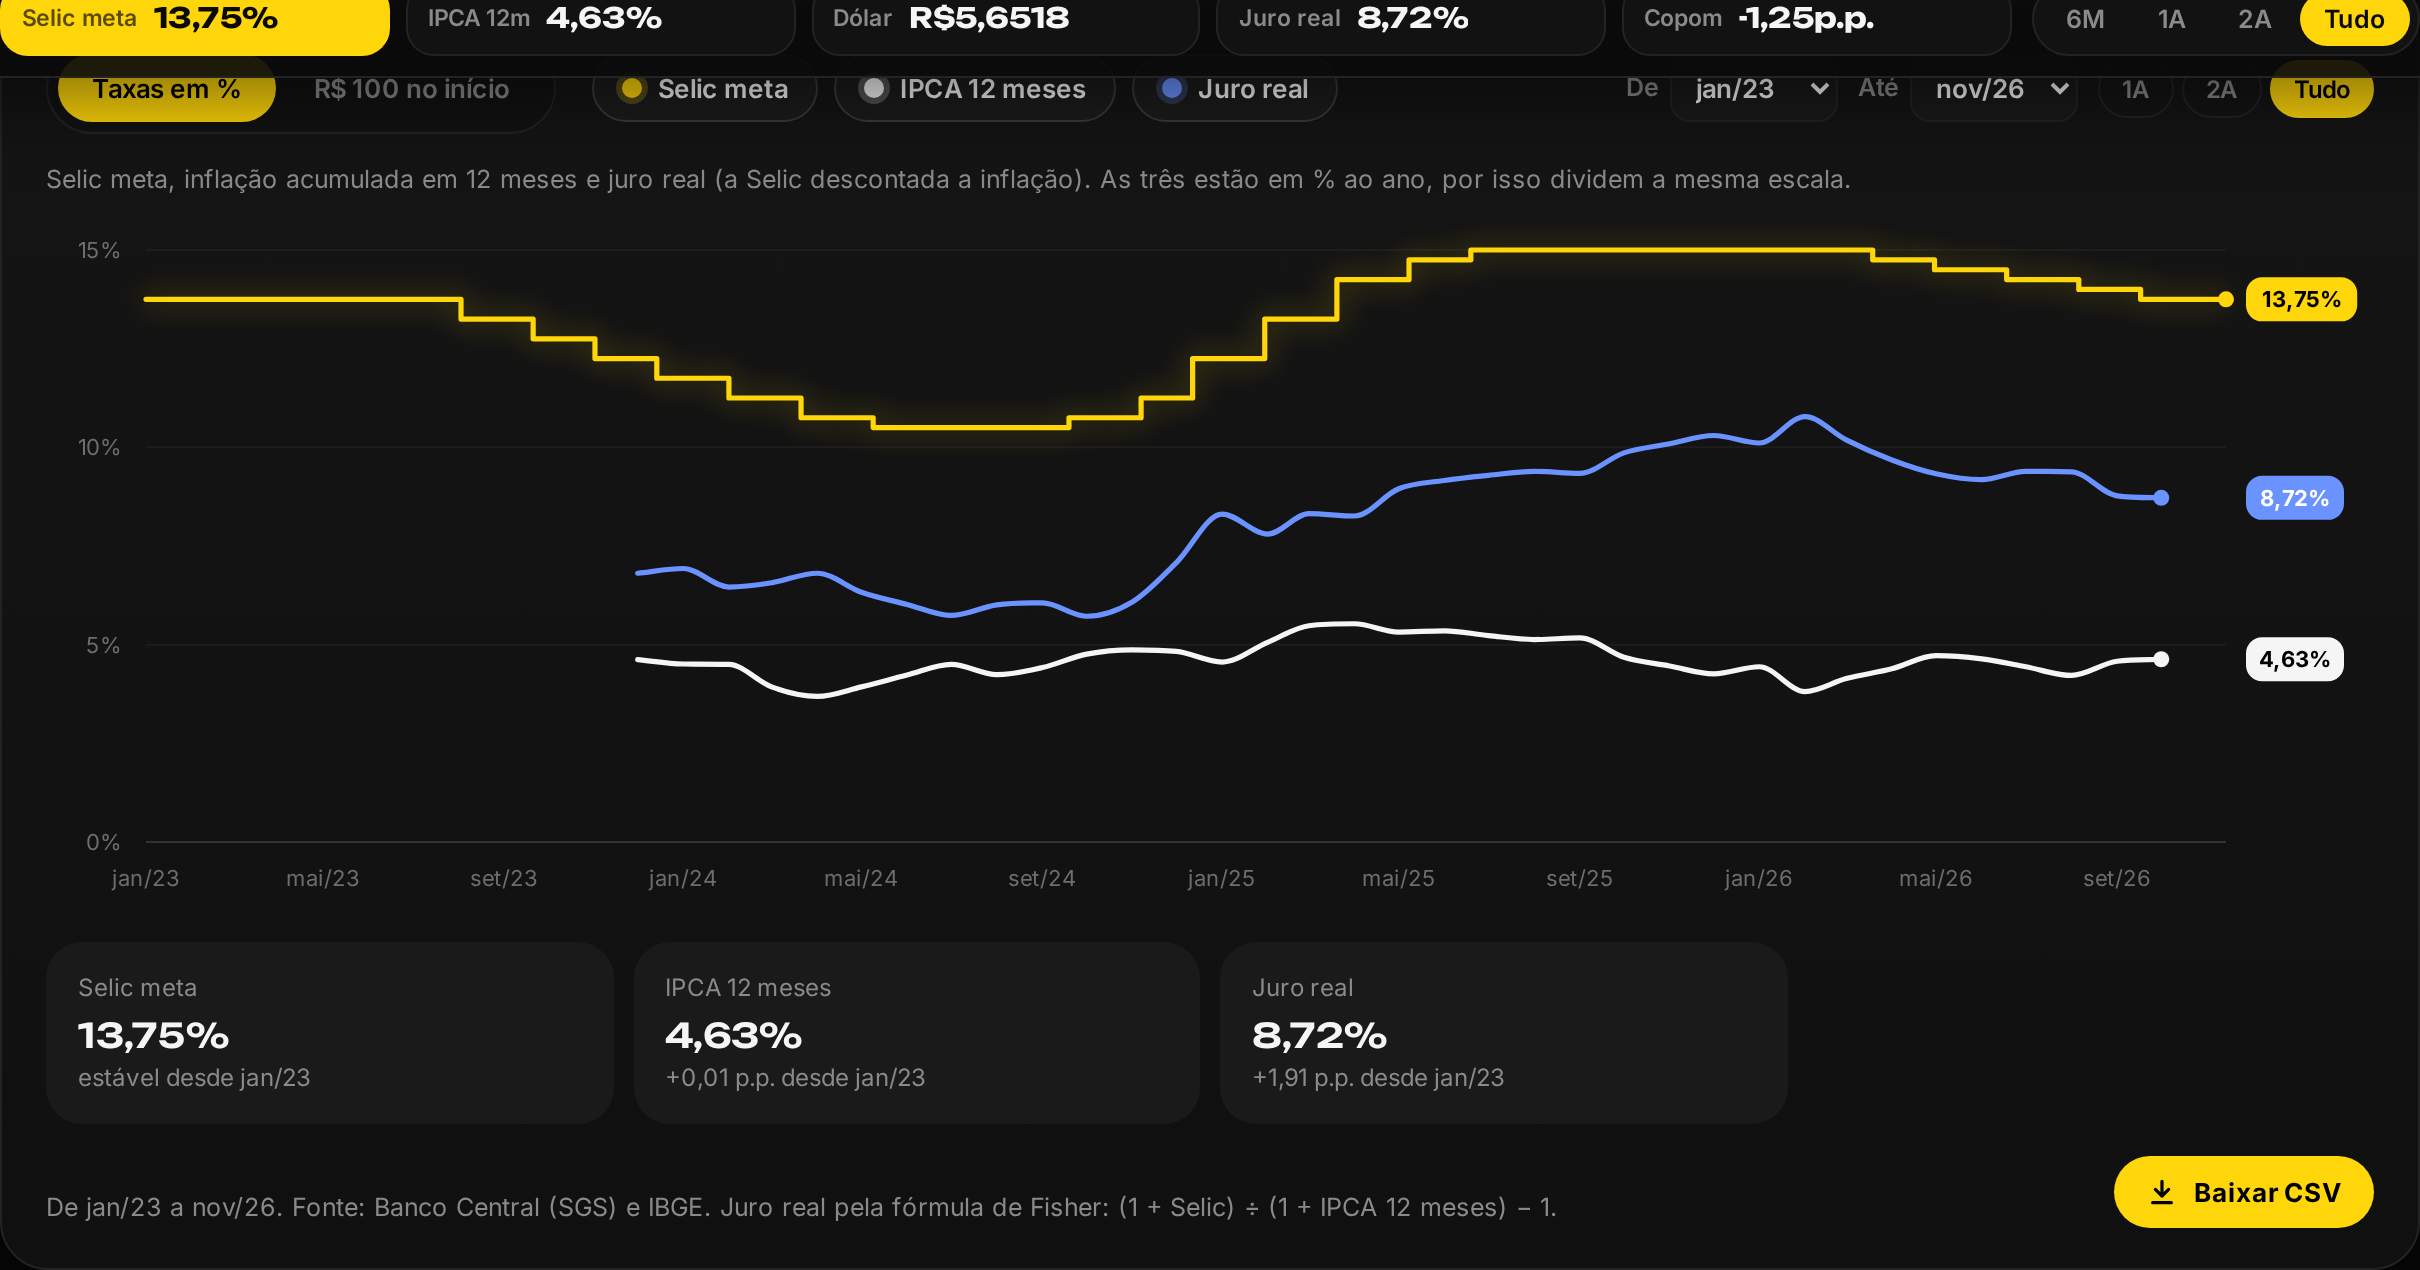 Selic meta 13,75% IPCA 12m 4,63% Dólar R$5,6518 Juro real 8,72% Copom -1,25p.p. 6M 1A 2A Tudo
Taxas em % R$ 100 no início Selic meta IPCA 12 meses Juro real De jan/23 Até nov/26 1A 2A Tudo
Selic meta, inflação acumulada em 12 meses e juro real (a Selic descontada a inflação). As três estão em % ao ano, por isso dividem a mesma escala.
15%
13,75%
10%
8,72%
5%
4,63%
0%
jan/23 mai/23 set/23 jan/24 mai/24 set/24 jan/25 mai/25 set/25 jan/26 mai/26 set/26
Selic meta
13,75%
estável desde jan/23
IPCA 12 meses
4,63%
+0,01 p.p. desde jan/23
Juro real
8,72%
+1,91 p.p. desde jan/23
De jan/23 a nov/26. Fonte: Banco Central (SGS) e IBGE. Juro real pela fórmula de Fisher: (1 + Selic) ÷ (1 + IPCA 12 meses) − 1.
Baixar CSV